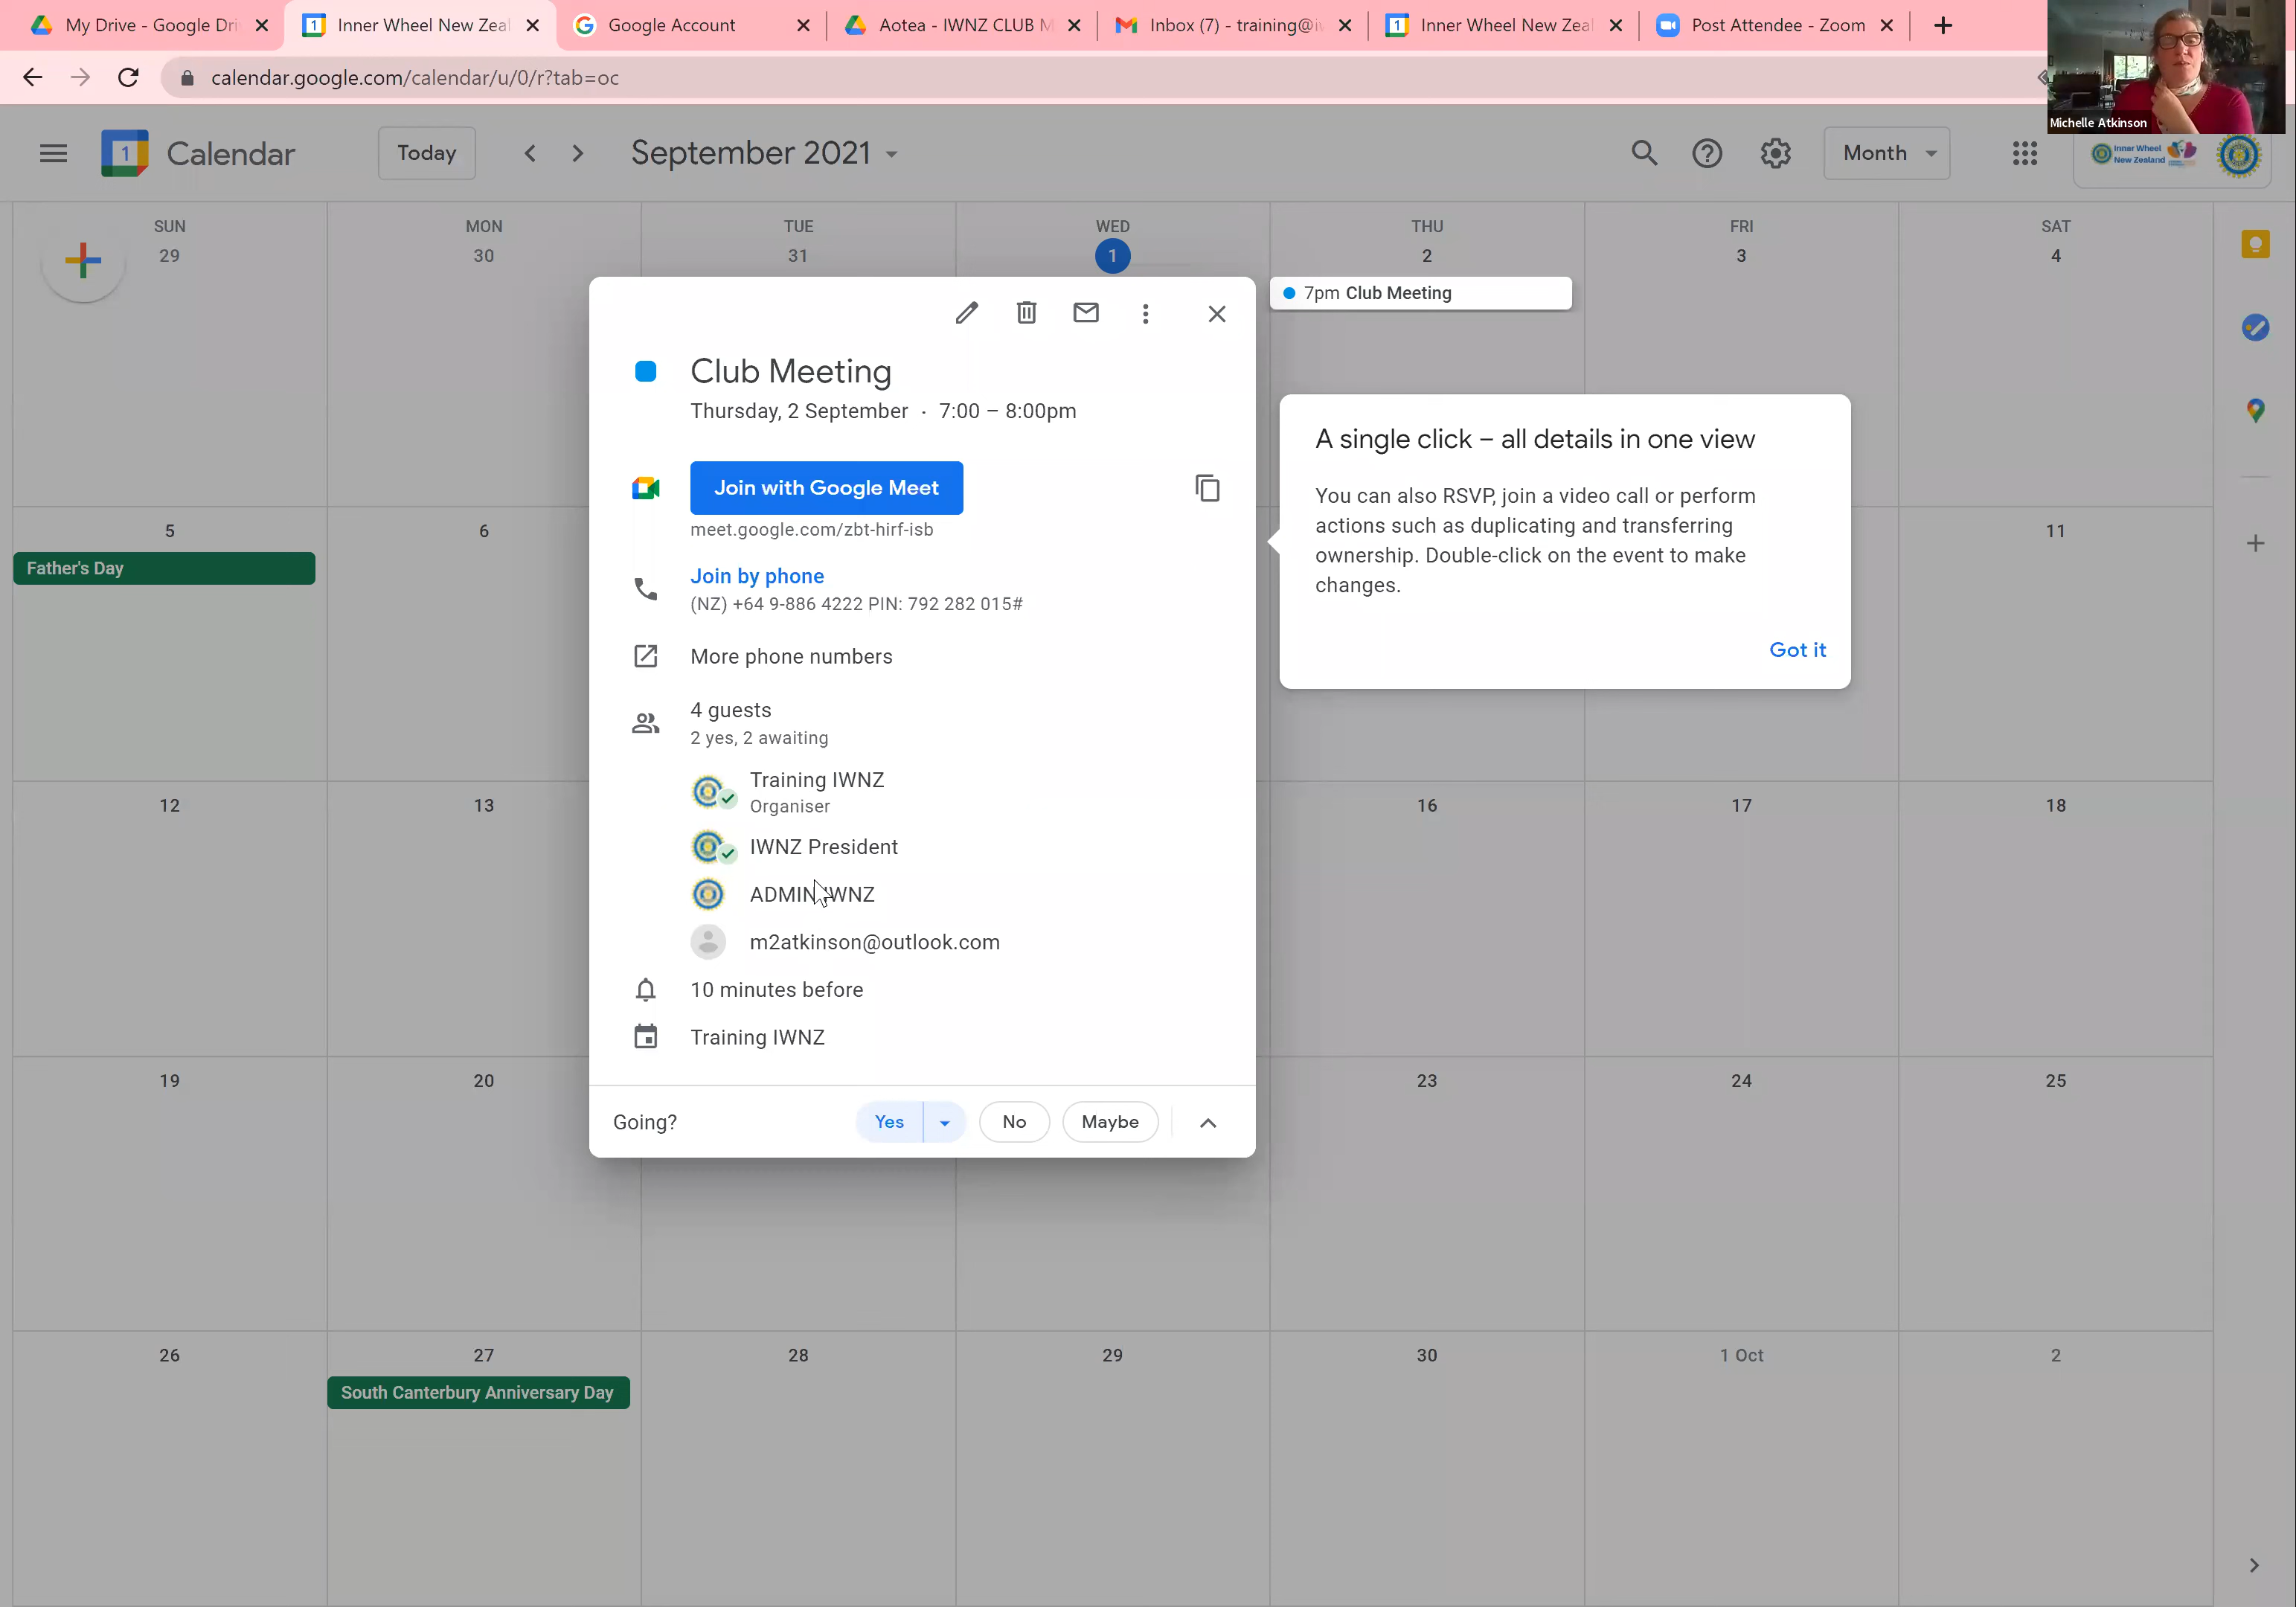 My Drive - Google Dri
Inner Wheel New Zeal
Google Account
Aotea - IWNZ CLUB M
Inbox (7) - training@iw
Inner Wheel New Zeal
Post Attendee - Zoom
calendar.google.com/calendar/u/0/r?tab=oc
Michelle Atkinson
1
Calendar
Today
September 2021
Month
Inner Wheel
New Zealand
SUN
MON
TUE
WED
THU
FRI
SAT
29
30
31
1
2
3
4
7pm Club Meeting
Club Meeting
Thursday, 2 September · 7:00 – 8:00pm
Join with Google Meet
meet.google.com/zbt-hirf-isb
Join by phone
(NZ) +64 9-886 4222 PIN: 792 282 015#
More phone numbers
4 guests
2 yes, 2 awaiting
Training IWNZ
Organiser
IWNZ President
ADMIN IWNZ
m2atkinson@outlook.com
10 minutes before
Training IWNZ
Going?
Yes
No
Maybe
A single click – all details in one view
You can also RSVP, join a video call or perform
actions such as duplicating and transferring
ownership. Double-click on the event to make
changes.
Got it
5
6
11
Father's Day
12
13
16
17
18
19
20
23
24
25
26
27
28
29
30
1 Oct
2
South Canterbury Anniversary Day